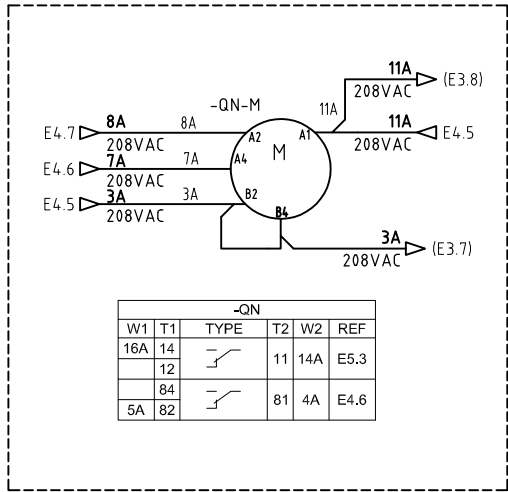 11A (E3.8)
208VAC
-QN-M 11A
8A 8A A2 A1 11A
E4.7 208VAC M 208VAC E4.5
7A 7A A4
E4.6 208VAC
3A 3A B2
E4.5 208VAC B4
3A (E3.7)
208VAC
-QN
W1 T1 TYPE T2 W2 REF
16A 14
11 14A E5.3
12
84
81 4A E4.6
5A 82